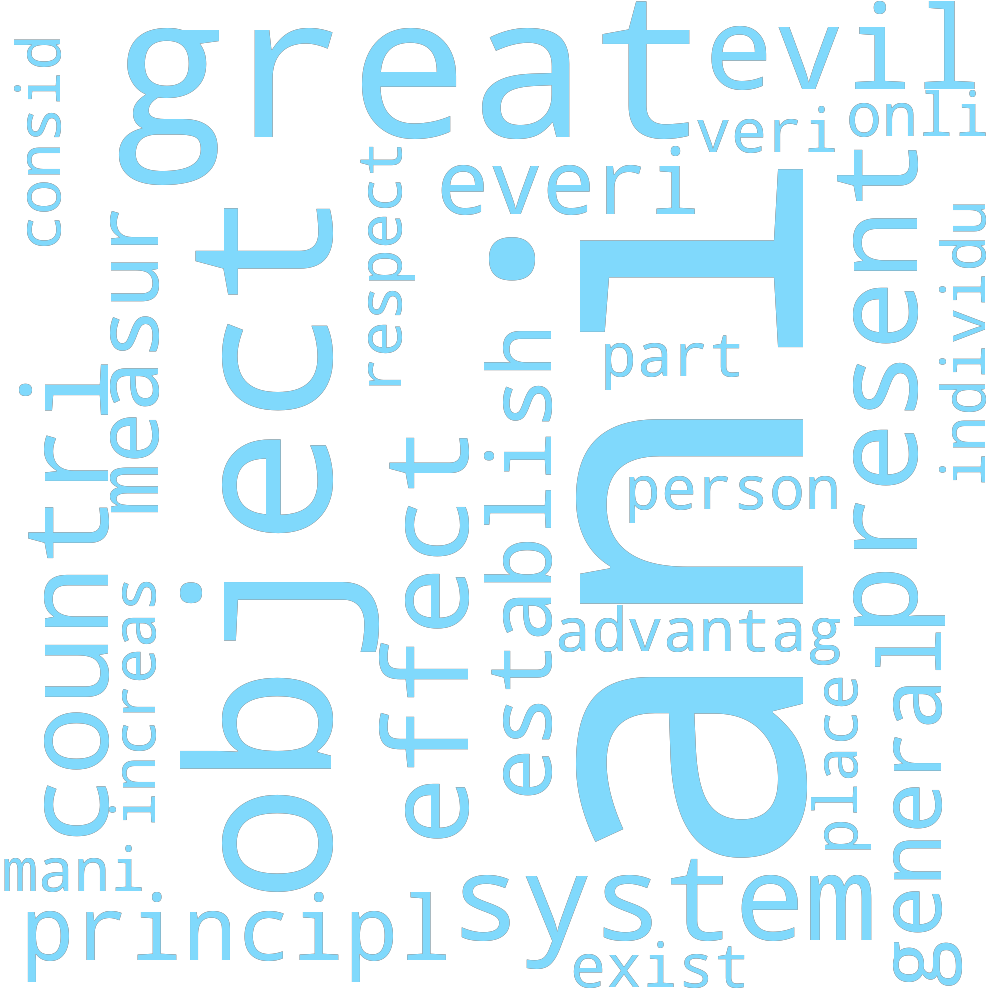 great
evil
consid
veri
onli
everi
respect
object
ani
present
measur
individu
establish
part
countri
effect
person
increas
advantag
general
place
mani
system
principl
exist